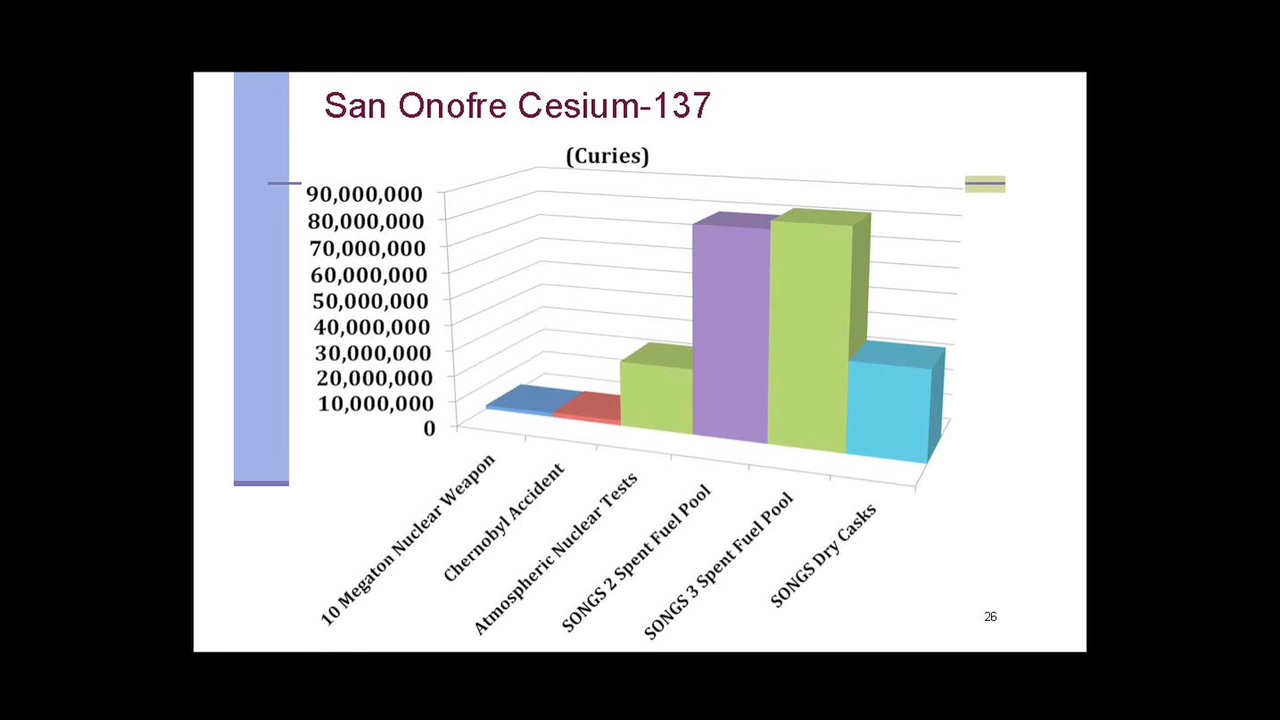 San Onofre Cesium-137
(Curies)
90,000,000
80,000,000
70,000,000
60,000,000
50,000,000
40,000,000
30,000,000
20,000,000
10,000,000
0
10 Megaton Nuclear Weapon
Chernobyl Accident
Atmospheric Nuclear Tests
SONGS 2 Spent Fuel Pool
SONGS 3 Spent Fuel Pool
SONGS Dry Casks
26